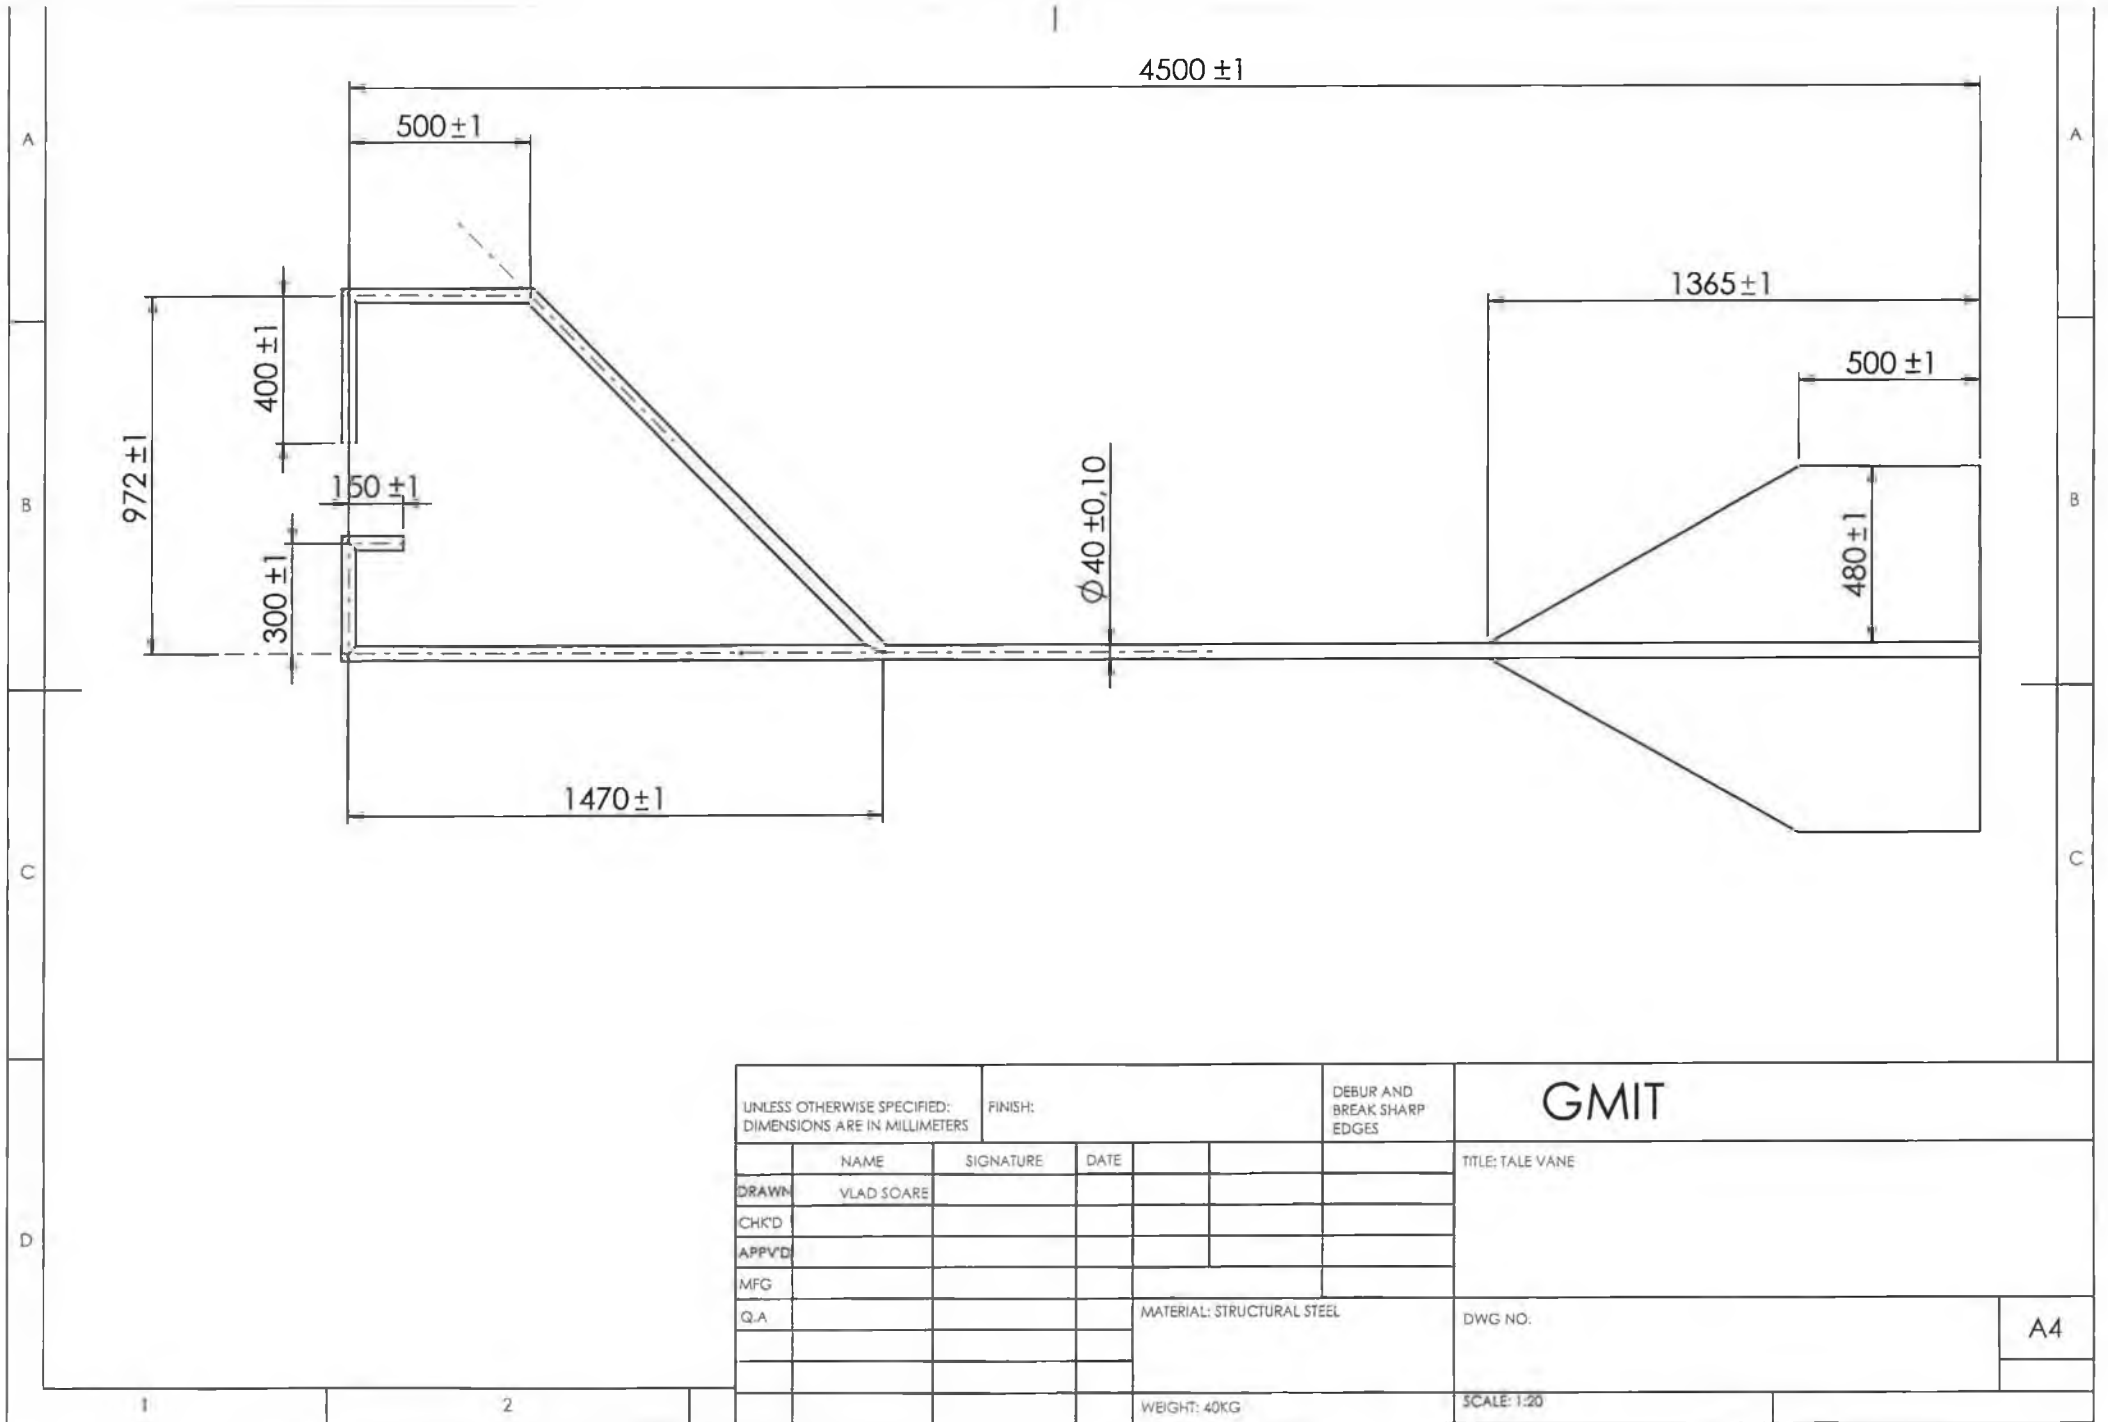 4500 ±1
500±1
A
A
1365±1
400 ±1
500 ±1
972 ±1
150 ±1
Ø40 ±0,10
B
B
480±1
300 ±1
1470±1
C
C
UNLESS OTHERWISE SPECIFIED:
DIMENSIONS ARE IN MILLIMETERS
FINISH:
DEBUR AND
BREAK SHARP
EDGES
GMIT
NAME
SIGNATURE
DATE
TITLE: TALE VANE
DRAWN
VLAD SOARE
CHK'D
APPV'D
D
MFG
Q.A
MATERIAL: STRUCTURAL STEEL
DWG NO.
A4
1
2
WEIGHT: 40KG
SCALE: 1:20